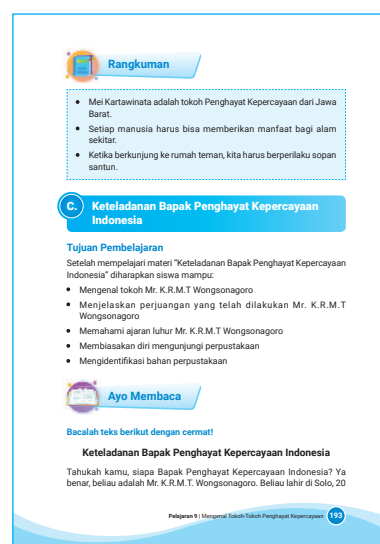 Rangkuman
• Mei Kartawinata adalah tokoh Penghayat Kepercayaan dari Jawa
Barat.
• Setiap manusia harus bisa memberikan manfaat bagi alam
sekitar.
• Ketika berkunjung ke rumah teman, kita harus berperilaku sopan
santun.
C. Keteladanan Bapak Penghayat Kepercayaan
Indonesia
Tujuan Pembelajaran
Setelah mempelajari materi “Keteladanan Bapak Penghayat Kepercayaan
Indonesia” diharapkan siswa mampu:
• Mengenal tokoh Mr. K.R.M.T Wongsonagoro
• Menjelaskan perjuangan yang telah dilakukan Mr. K.R.M.T
Wongsonagoro
• Memahami ajaran luhur Mr. K.R.M.T Wongsonagoro
• Membiasakan diri mengunjungi perpustakaan
• Mengidentifikasi bahan perpustakaan
Ayo Membaca
Bacalah teks berikut dengan cermat!
Keteladanan Bapak Penghayat Kepercayaan Indonesia
Tahukah kamu, siapa Bapak Penghayat Kepercayaan Indonesia? Ya
benar, beliau adalah Mr. K.R.M.T. Wongsonagoro. Beliau lahir di Solo, 20
Pelajaran 9 | Mengenal Tokoh-Tokoh Penghayat Kepercayaan 193